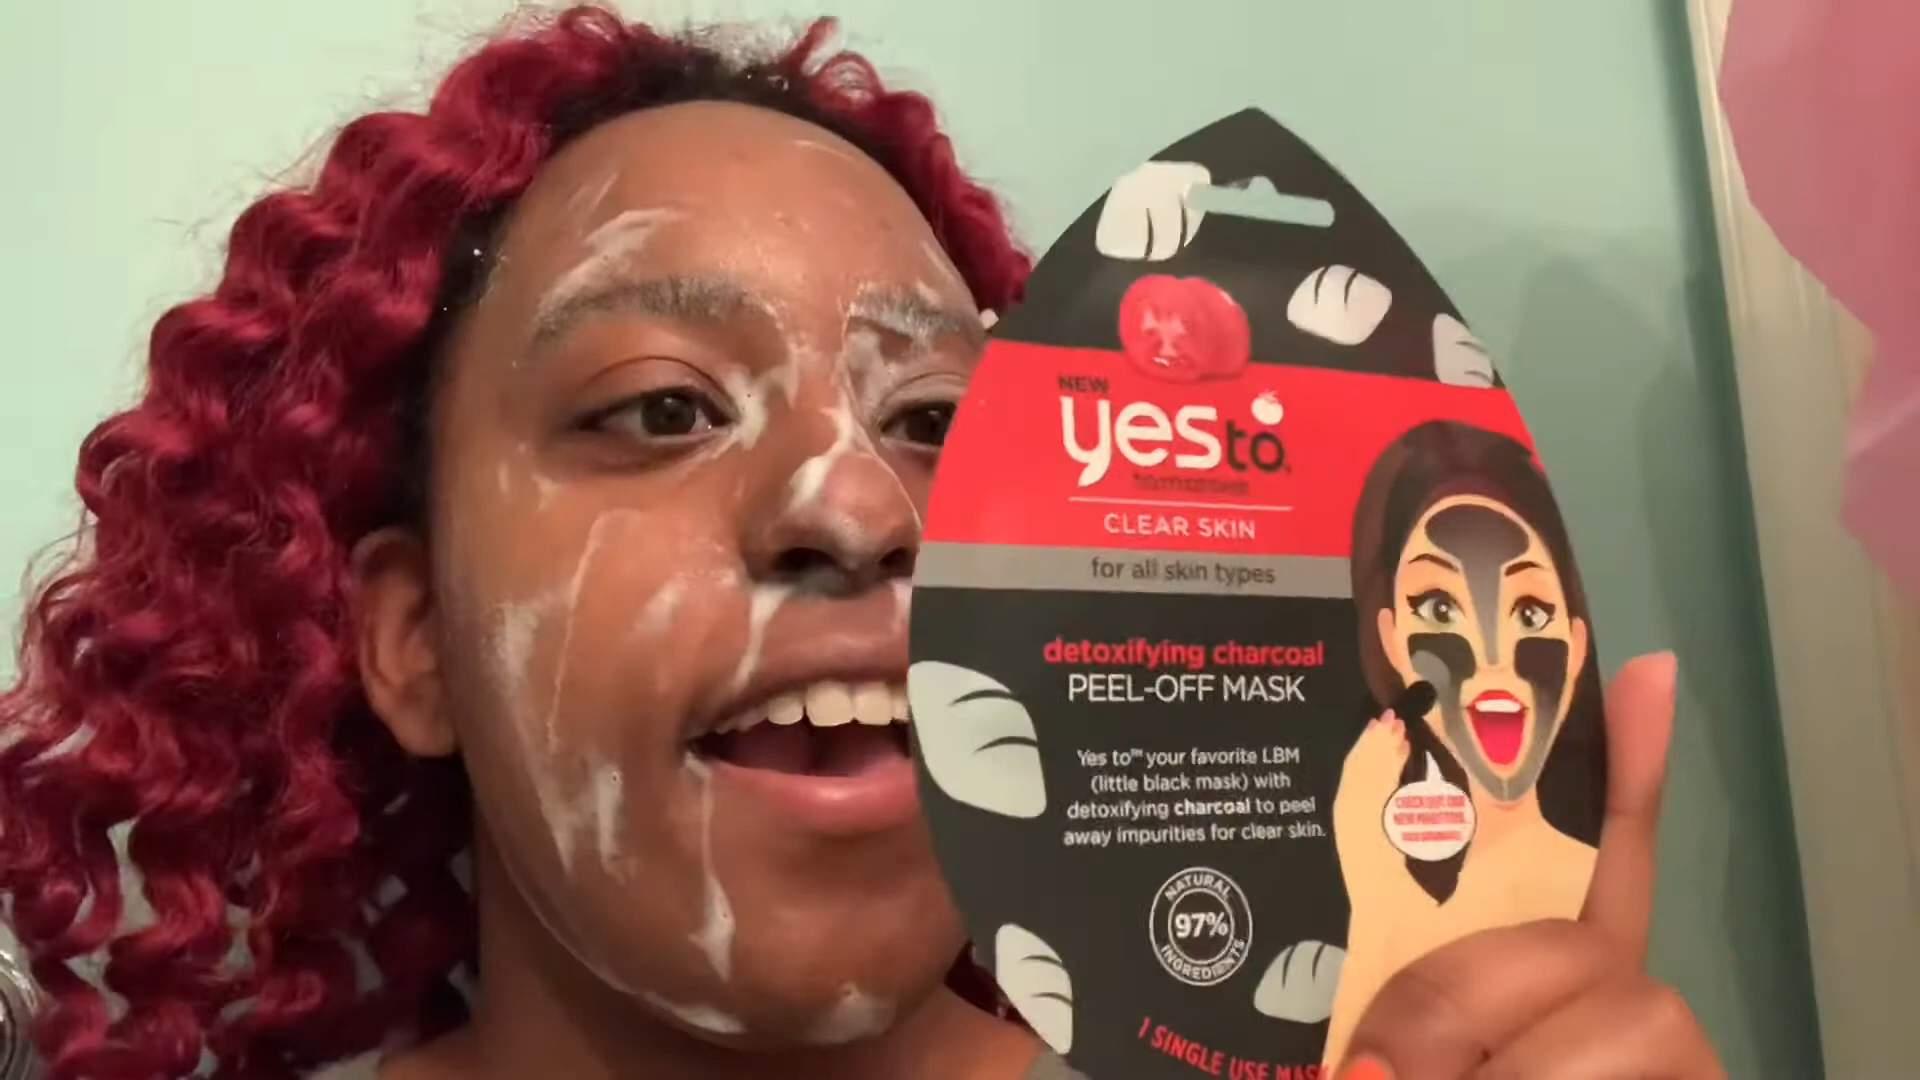 NEW
yes to
tomatoes
CLEAR SKIN
for all skin types
detoxifying charcoal
PEEL-OFF MASK
Yes to™ your favorite LBM
(little black mask) with
detoxifying charcoal to peel
away impurities for clear skin.
NATURAL
97%
INGREDIENTS
1 SINGLE USE MASK